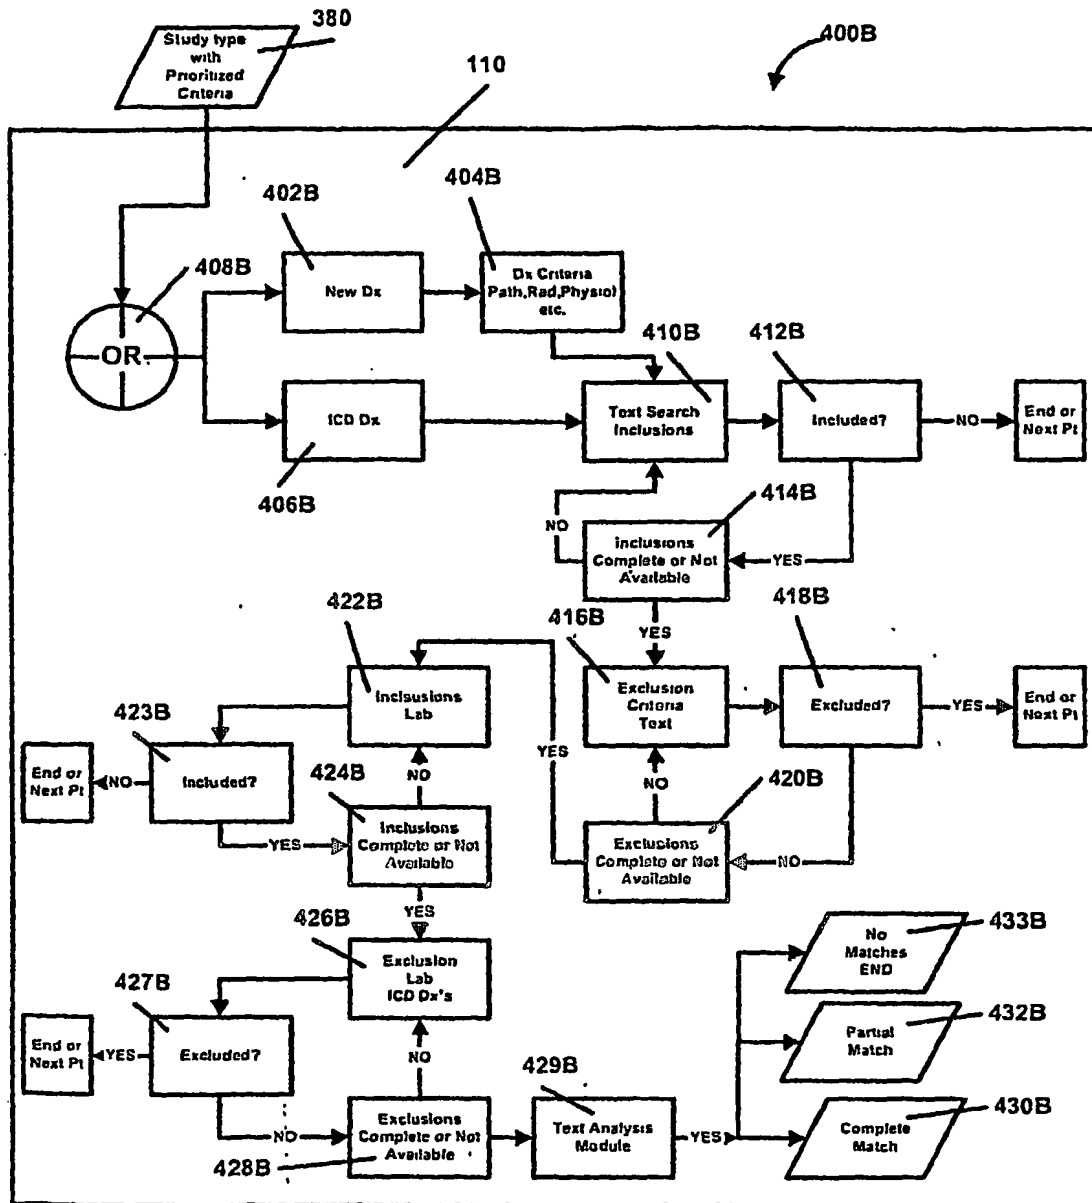 380
Study type
with
Prioritized
Criteria
400B
110
402B
404B
408B
New Dx
Dx Criteria
Path,Rad,Physiol
etc.
OR
410B
412B
ICD Dx
Text Search
Inclusions
Included?
NO
End or
Next Pt
406B
414B
NO
Inclusions
Complete or Not
Available
YES
422B
416B
YES
418B
Inclsusions
Lab
Exclusion
Criteria
Text
Excluded?
YES
End or
Next Pt
423B
YES
End or
Next Pt
NO
Included?
424B
NO
NO
420B
YES
Inclusions
Complete or Not
Available
Exclusions
Complete or Not
Available
NO
YES
426B
433B
No
Matches
END
Exclusion
Lab
ICD Dx's
427B
432B
Partial
Match
End or
Next Pt
YES
Excluded?
NO
429B
430B
NO
Exclusions
Complete or Not
Available
Text Analysis
Module
YES
Complete
Match
428B